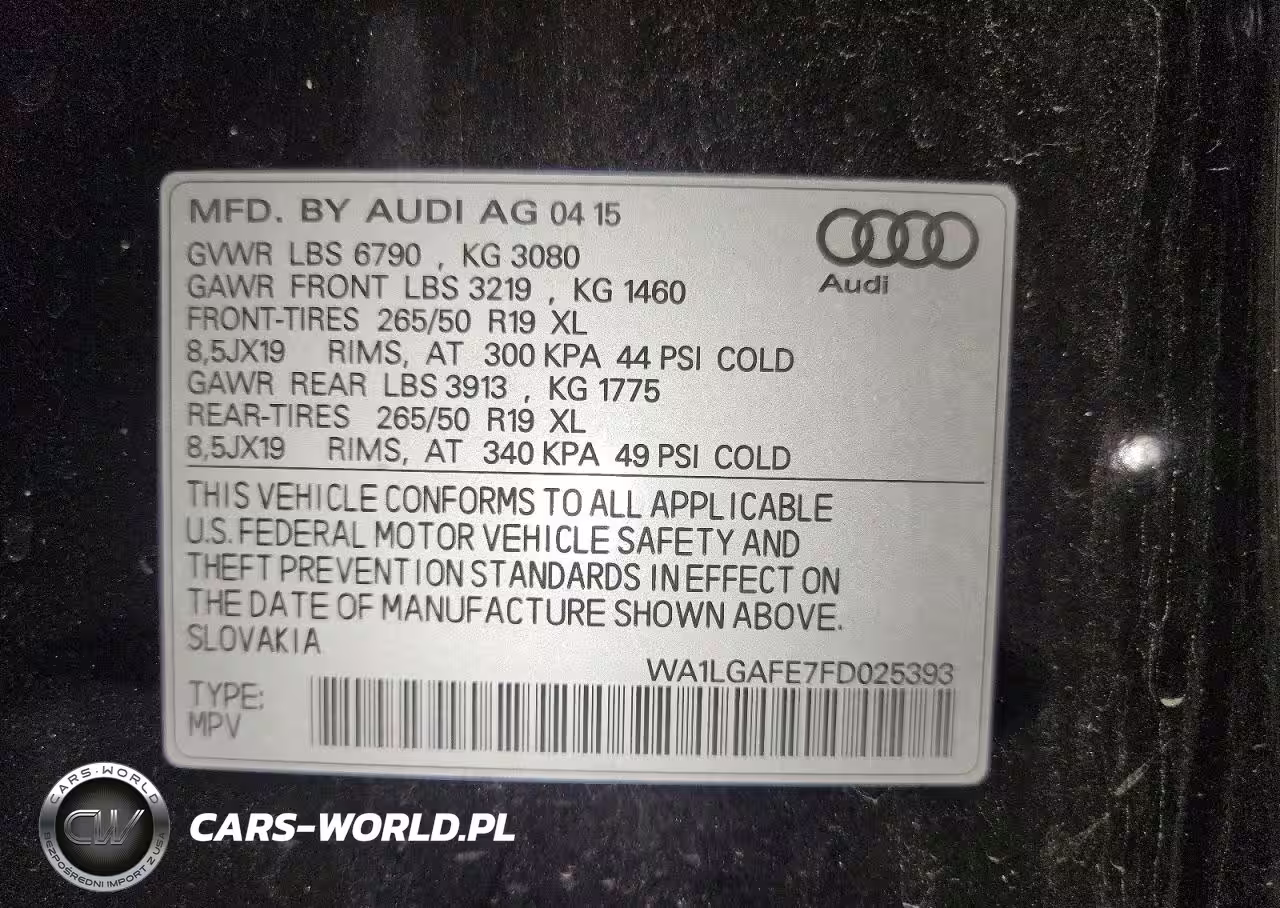 MFD. BY AUDI AG 04 15
GVWR LBS 6790 , KG 3080
GAWR FRONT LBS 3219 , KG 1460
FRONT-TIRES 265/50 R19 XL
8,5JX19 RIMS, AT 300 KPA 44 PSI COLD
GAWR REAR LBS 3913 , KG 1775
REAR-TIRES 265/50 R19 XL
8,5JX19 RIMS, AT 340 KPA 49 PSI COLD
Audi
THIS VEHICLE CONFORMS TO ALL APPLICABLE
U.S. FEDERAL MOTOR VEHICLE SAFETY AND
THEFT PREVENTION STANDARDS IN EFFECT ON
THE DATE OF MANUFACTURE SHOWN ABOVE.
SLOVAKIA
WA1LGAFE7FD025393
TYPE:
MPV
CARS-WORLD
CW
BEZPOŚREDNI IMPORT Z USA
CARS-WORLD.PL